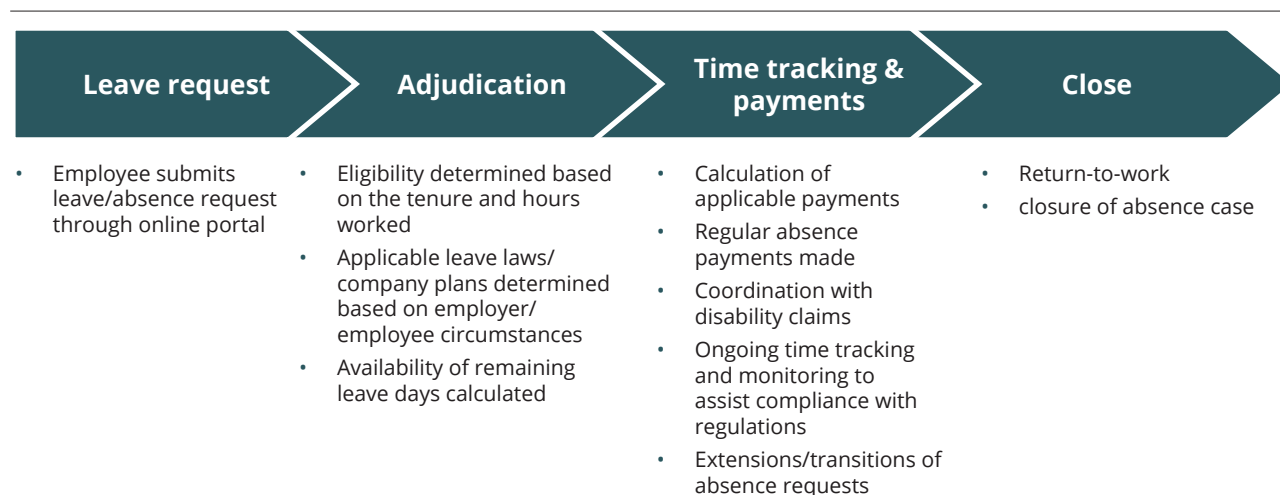 Leave request
Adjudication
Time tracking &
payments
Close
• Employee submits
leave/absence request
through online portal
• Eligibility determined based
on the tenure and hours
worked
• Applicable leave laws/
company plans determined
based on employer/
employee circumstances
• Availability of remaining
leave days calculated
• Calculation of
applicable payments
• Regular absence
payments made
• Coordination with
disability claims
• Ongoing time tracking
and monitoring to
assist compliance with
regulations
• Extensions/transitions of
absence requests
• Return-to-work
• closure of absence case